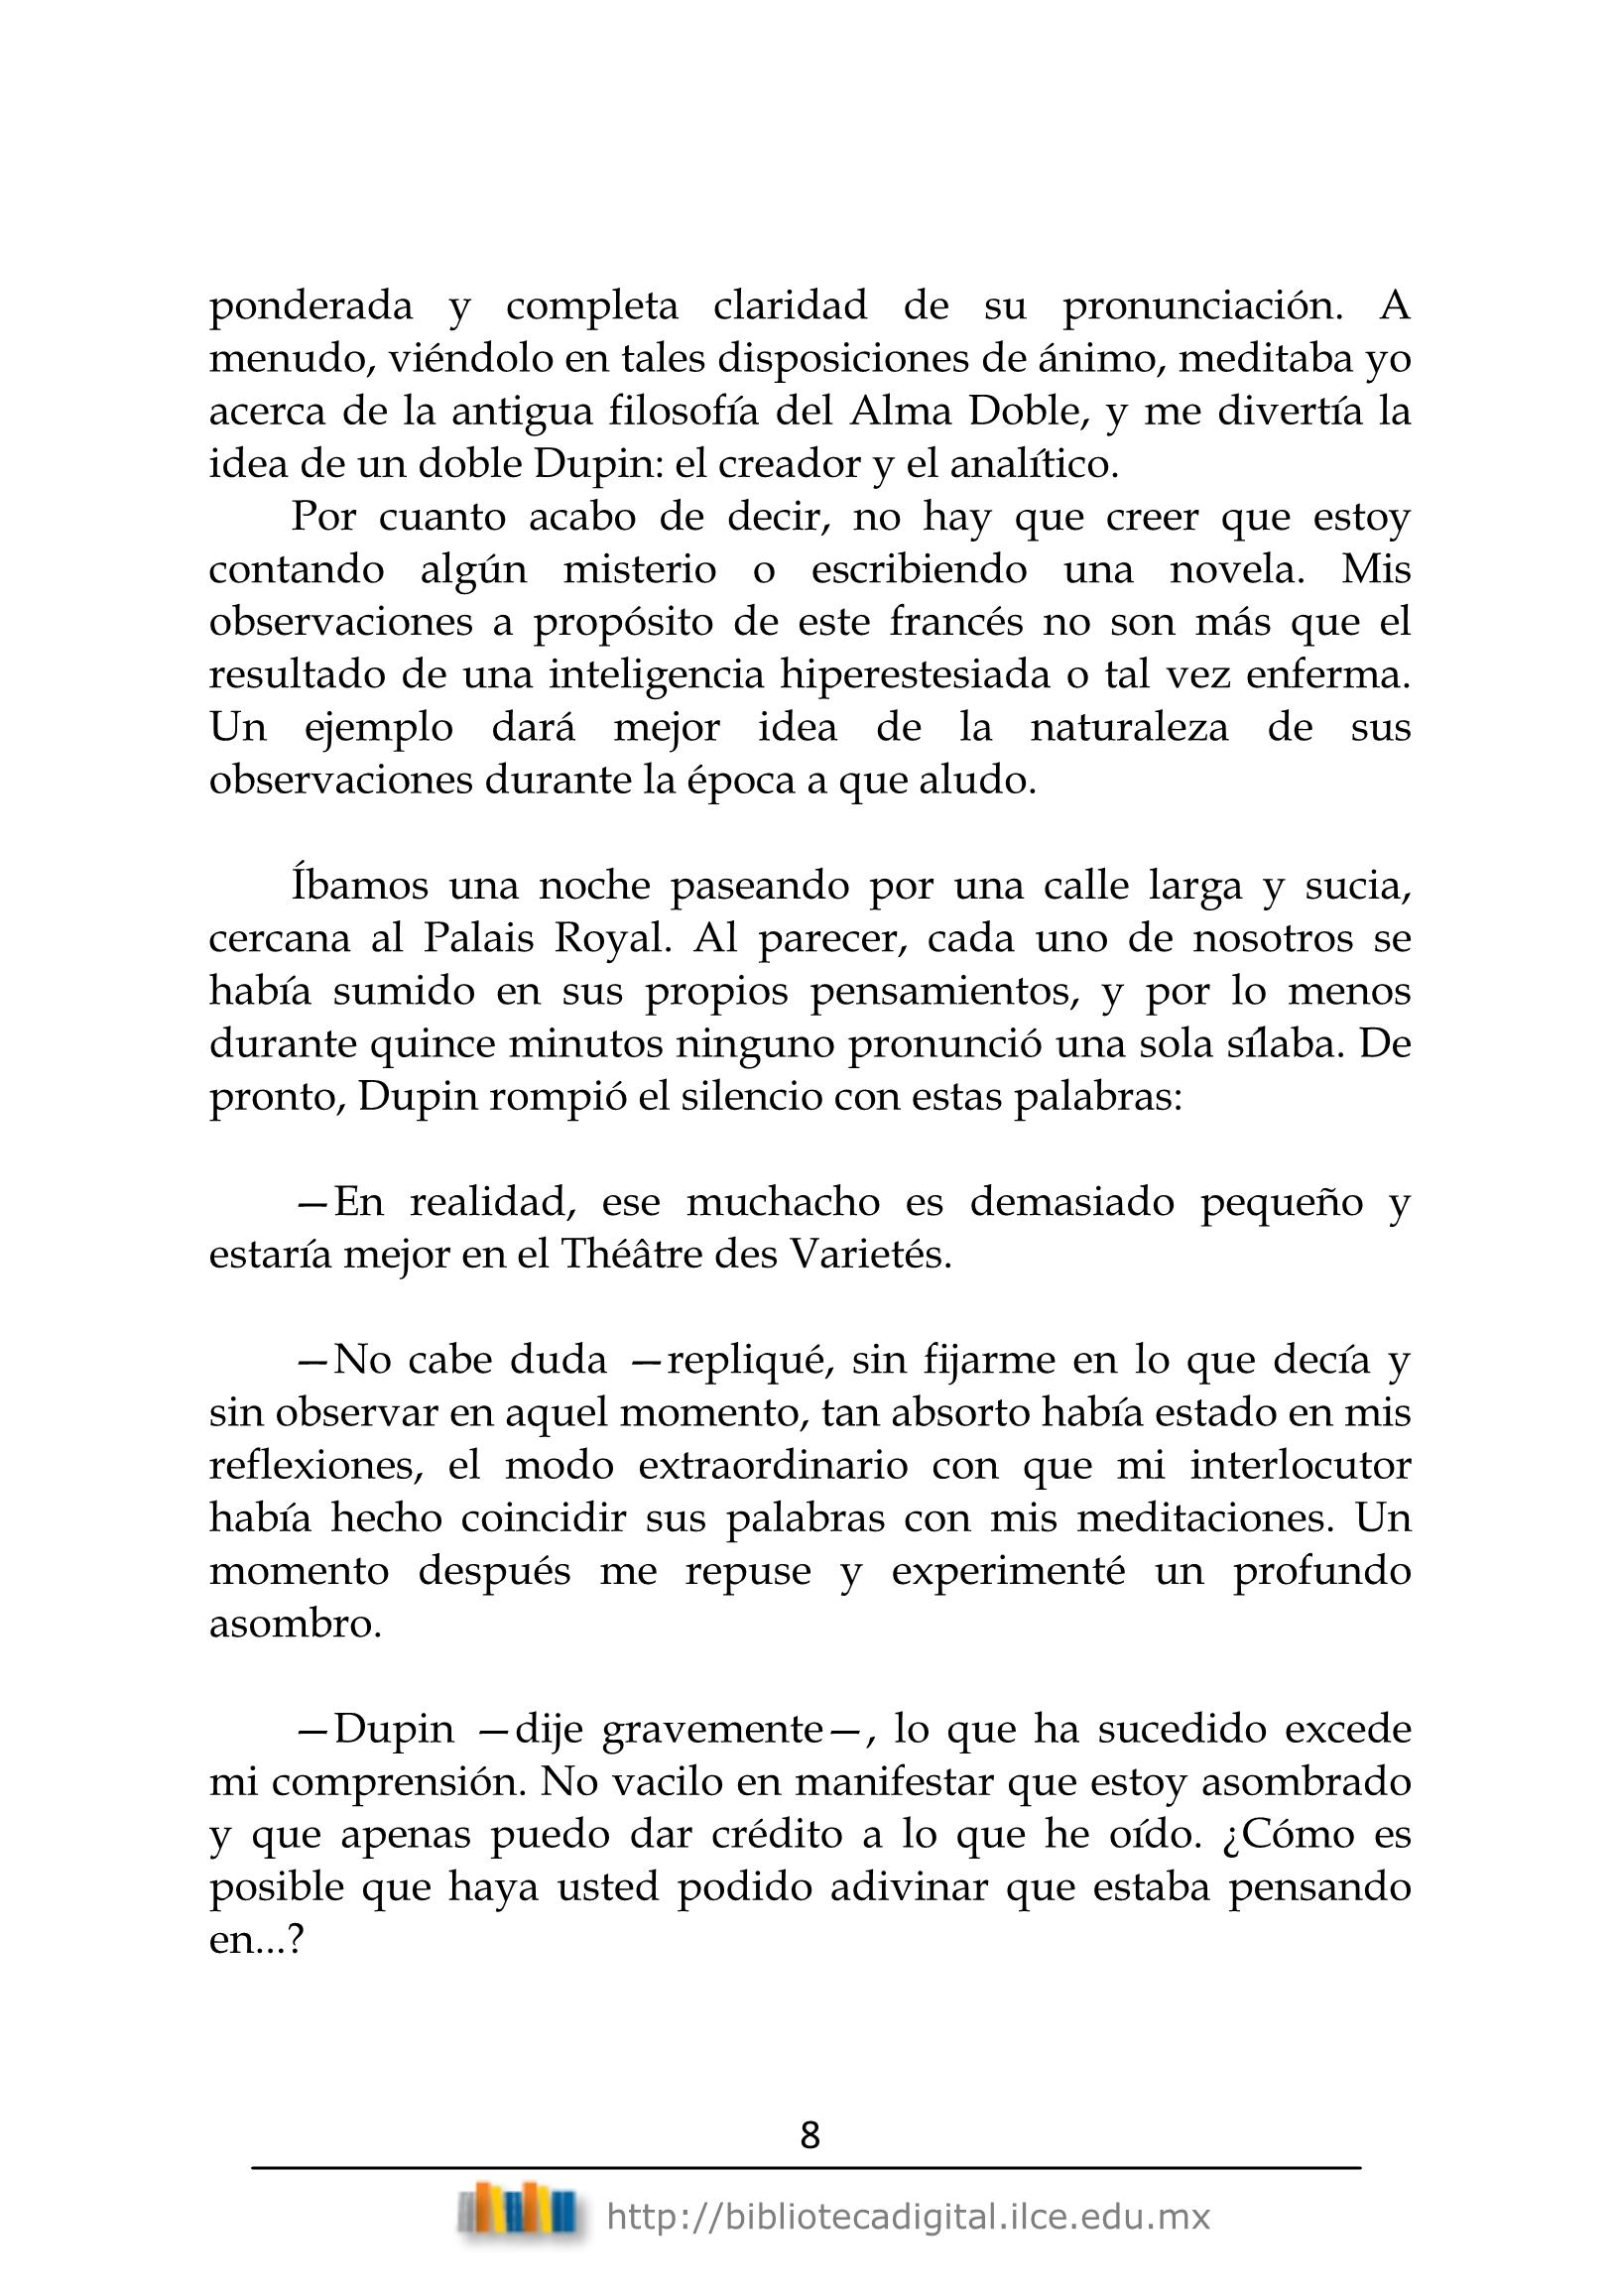 ponderada y completa claridad de su pronunciación. A
menudo, viéndolo en tales disposiciones de ánimo, meditaba yo
acerca de la antigua filosofía del Alma Doble, y me divertía la
idea de un doble Dupin: el creador y el analítico.
Por cuanto acabo de decir, no hay que creer que estoy
contando algún misterio o escribiendo una novela. Mis
observaciones a propósito de este francés no son más que el
resultado de una inteligencia hiperestesiada o tal vez enferma.
Un ejemplo dará mejor idea de la naturaleza de sus
observaciones durante la época a que aludo.
Íbamos una noche paseando por una calle larga y sucia,
cercana al Palais Royal. Al parecer, cada uno de nosotros se
había sumido en sus propios pensamientos, y por lo menos
durante quince minutos ninguno pronunció una sola sílaba. De
pronto, Dupin rompió el silencio con estas palabras:
—En realidad, ese muchacho es demasiado pequeño y
estaría mejor en el Théâtre des Varietés.
—No cabe duda —repliqué, sin fijarme en lo que decía y
sin observar en aquel momento, tan absorto había estado en mis
reflexiones, el modo extraordinario con que mi interlocutor
había hecho coincidir sus palabras con mis meditaciones. Un
momento después me repuse y experimenté un profundo
asombro.
—Dupin —dije gravemente—, lo que ha sucedido excede
mi comprensión. No vacilo en manifestar que estoy asombrado
y que apenas puedo dar crédito a lo que he oído. ¿Cómo es
posible que haya usted podido adivinar que estaba pensando
en...?
8
http://bibliotecadigital.ilce.edu.mx